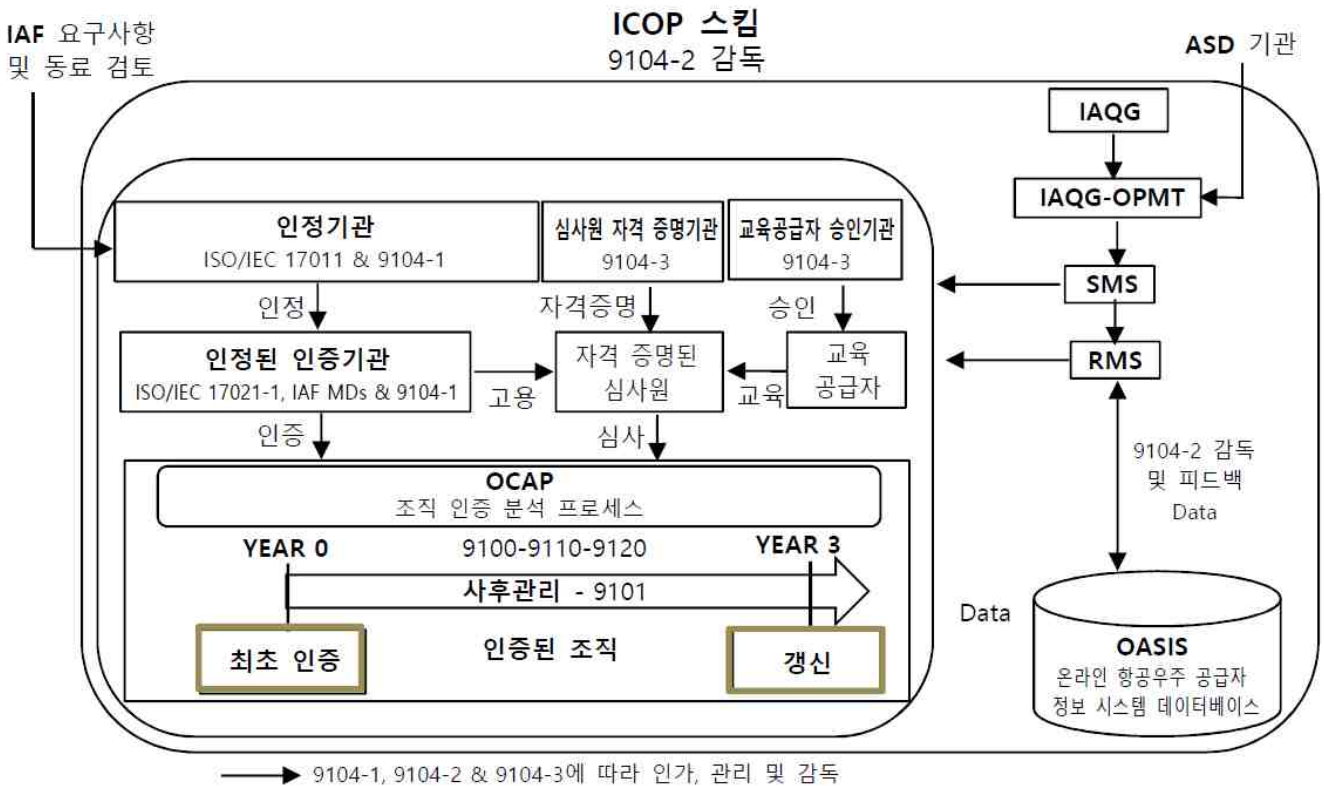 ICOP 스킴
9104-2 감독
IAF 요구사항
및 동료 검토
ASD 기관
IAQG
IAQG-OPMT
SMS
RMS
인정기관
ISO/IEC 17011 & 9104-1
심사원 자격 증명기관
9104-3
교육공급자 승인기관
9104-3
인정
자격증명
승인
인정된 인증기관
ISO/IEC 17021-1, IAF MDs & 9104-1
고용
자격 증명된
심사원
교육
교육
공급자
인증
심사
OCAP
조직 인증 분석 프로세스
YEAR 0
9100-9110-9120
YEAR 3
사후관리 - 9101
최초 인증
인증된 조직
갱신
9104-2 감독
및 피드백
Data
Data
OASIS
온라인 항공우주 공급자
정보 시스템 데이터베이스
9104-1, 9104-2 & 9104-3에 따라 인가, 관리 및 감독